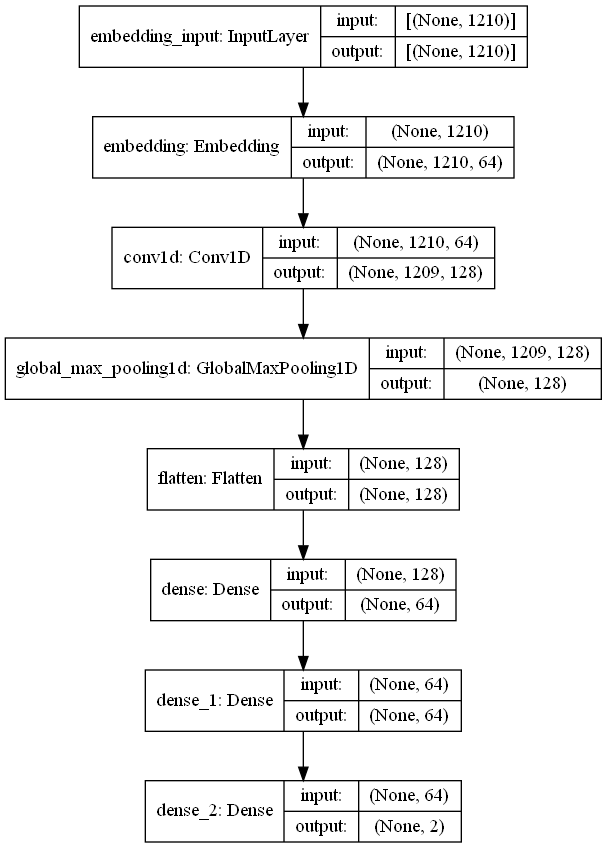 embedding_input: InputLayer
input: [(None, 1210)]
output: [(None, 1210)]
embedding: Embedding
input: (None, 1210)
output: (None, 1210, 64)
conv1d: Conv1D
input: (None, 1210, 64)
output: (None, 1209, 128)
global_max_pooling1d: GlobalMaxPooling1D
input: (None, 1209, 128)
output: (None, 128)
flatten: Flatten
input: (None, 128)
output: (None, 128)
dense: Dense
input: (None, 128)
output: (None, 64)
dense_1: Dense
input: (None, 64)
output: (None, 64)
dense_2: Dense
input: (None, 64)
output: (None, 2)